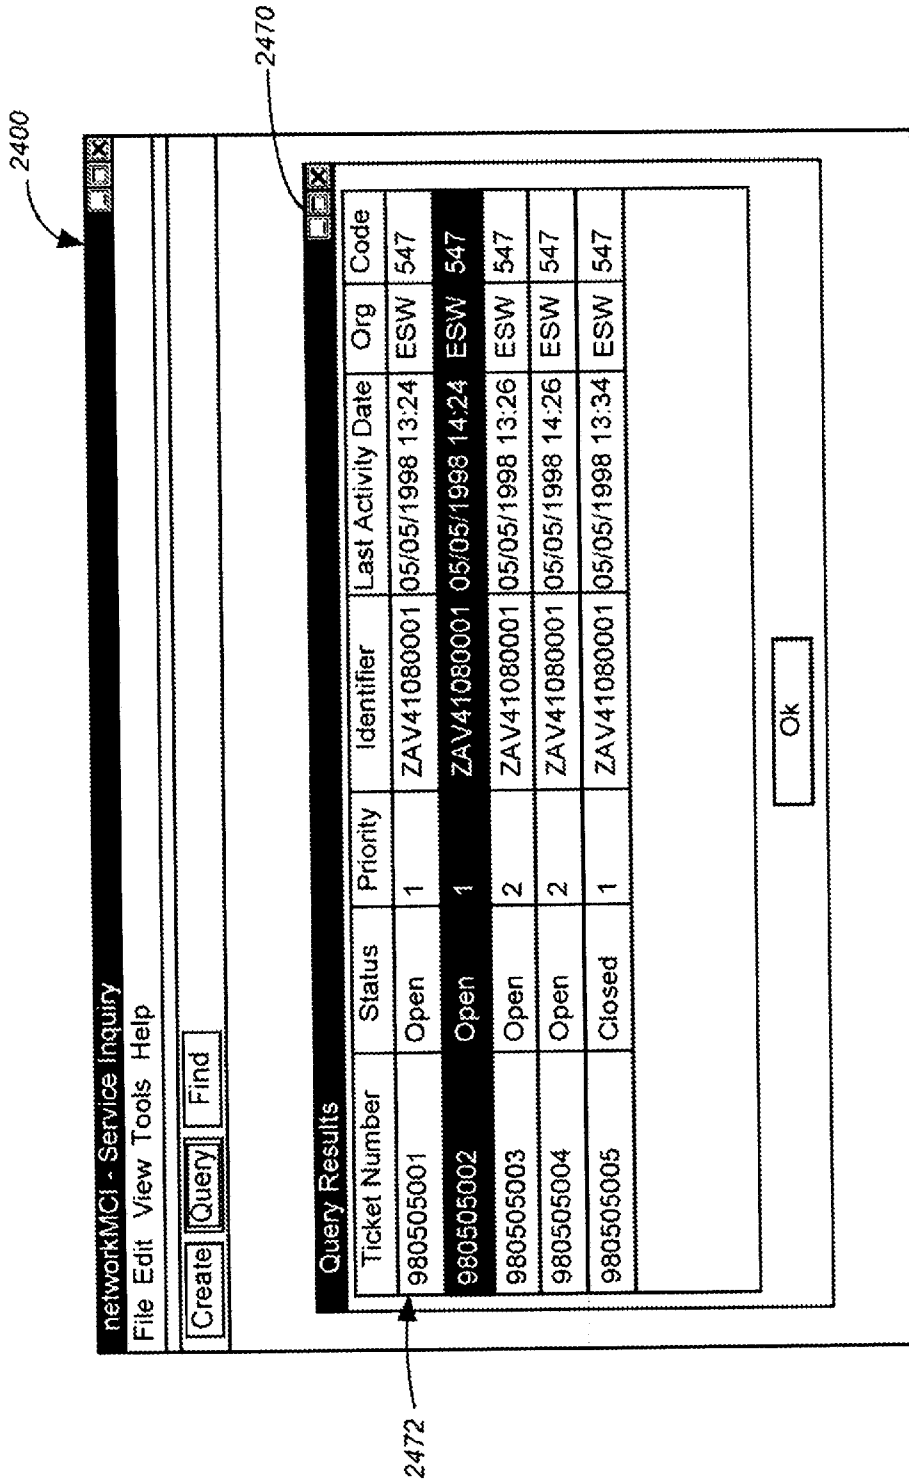 2400
networkMCI - Service Inquiry
File Edit View Tools Help
Create Query Find
2470
Query Results
Ticket Number Status Priority Identifier Last Activity Date Org Code
980505001 Open 1 ZAV41080001 05/05/1998 13:24 ESW 547
980505002 Open 1 ZAV41080001 05/05/1998 14:24 ESW 547
980505003 Open 2 ZAV41080001 05/05/1998 13:26 ESW 547
980505004 Open 2 ZAV41080001 05/05/1998 14:26 ESW 547
980505005 Closed 1 ZAV41080001 05/05/1998 13:34 ESW 547
2472
Ok